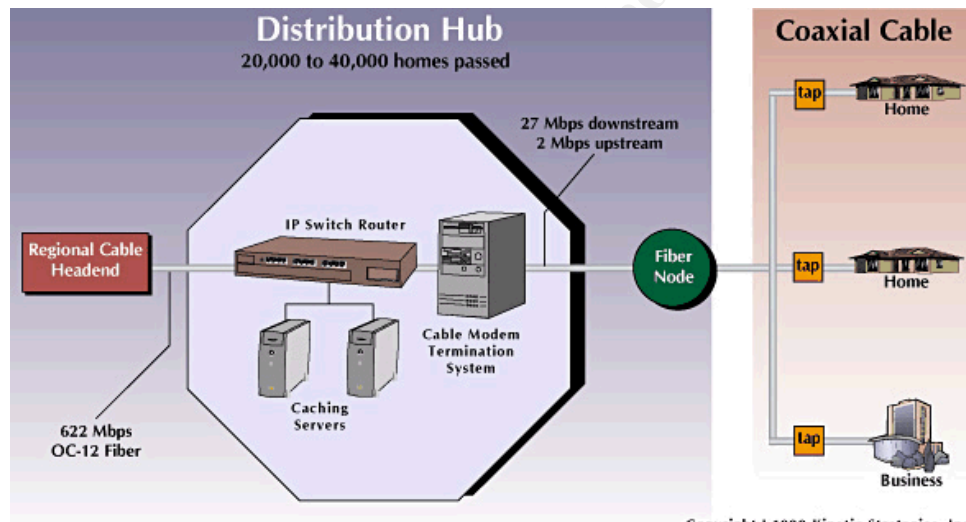 Distribution Hub
20,000 to 40,000 homes passed
Coaxial Cable
tap
Home
27 Mbps downstream
2 Mbps upstream
IP Switch Router
Regional Cable
Headend
Fiber
Node
tap
Home
Cable Modem
Termination
System
Caching
Servers
622 Mbps
OC-12 Fiber
tap
Business